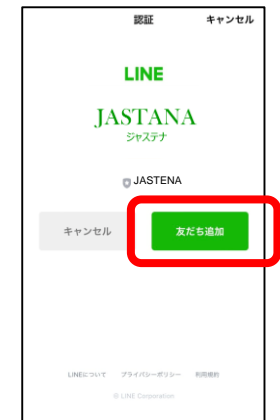 認証 キャンセル
LINE
JASTANA
ジャステナ
JASTENA
キャンセル 友だち追加
LINEについて プライバシーポリシー 利用規約
© LINE Corporation